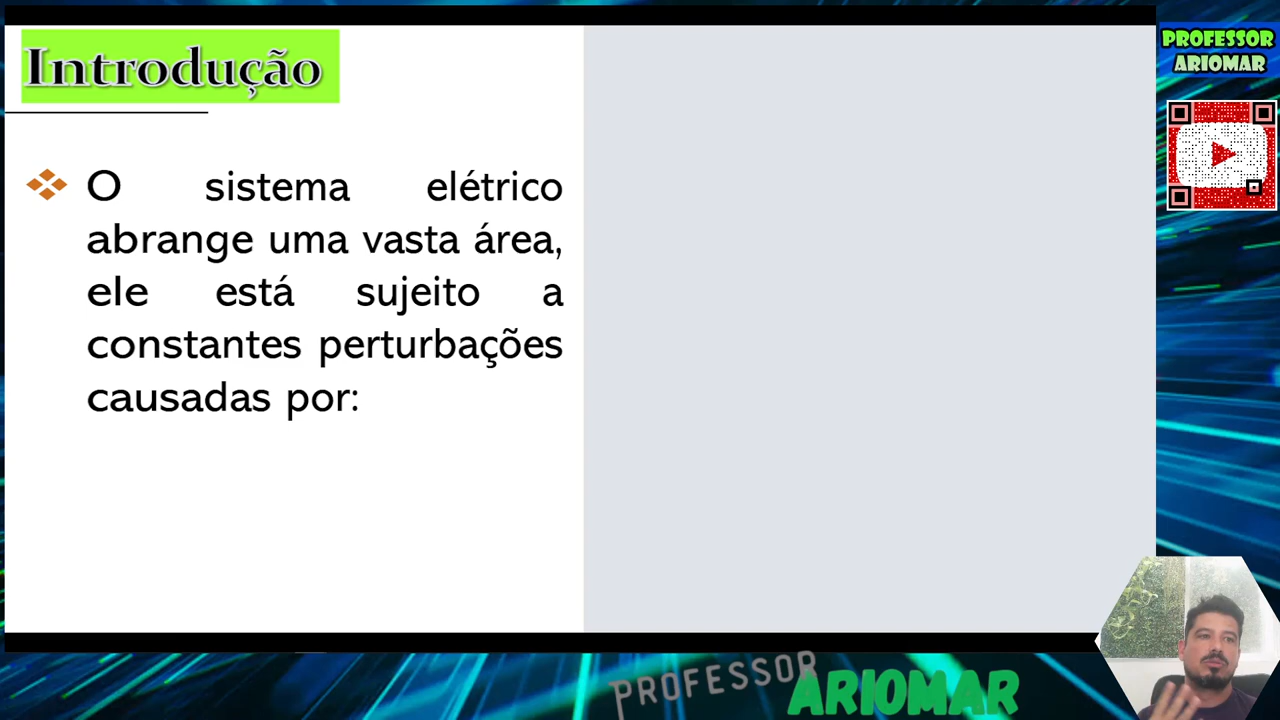 Introdução
O sistema elétrico
abrange uma vasta área,
ele está sujeito a
constantes perturbações
causadas por:
PROFESSOR
ARIOMAR
PROFESSOR
ARIOMAR